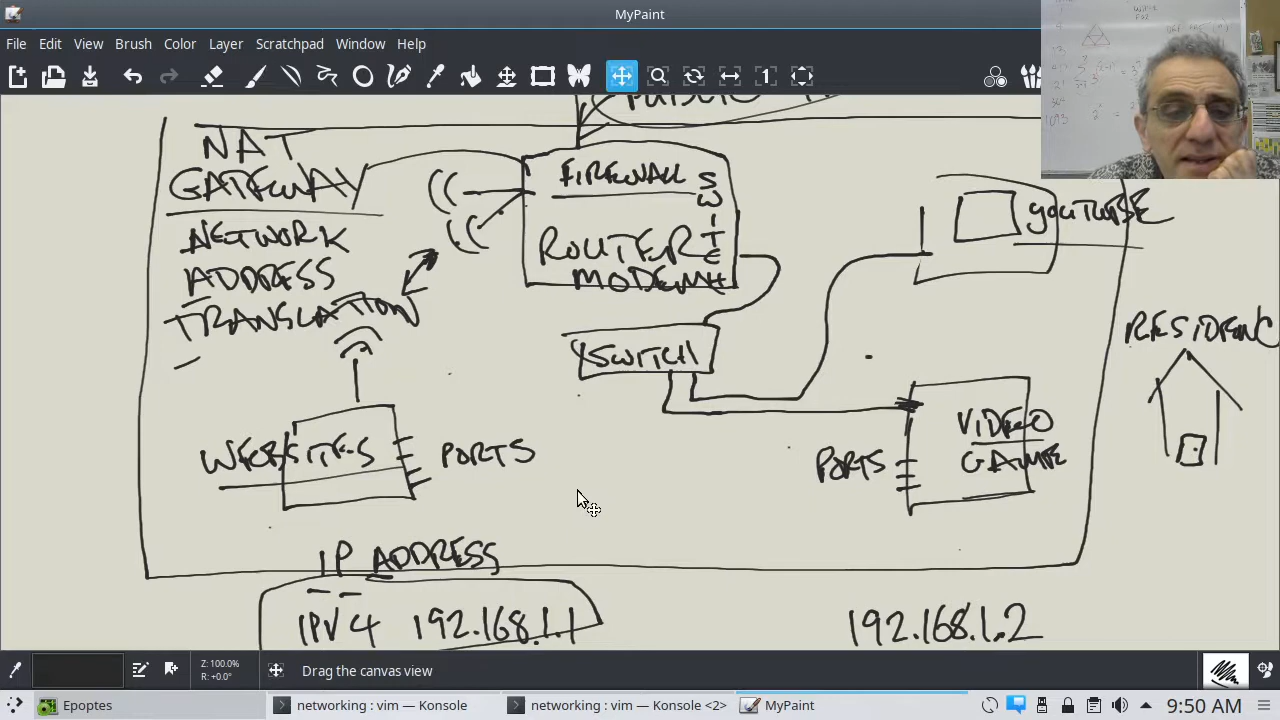 MyPaint
File Edit View Brush Color Layer Scratchpad Window Help
NAT
GATEWAY
NETWORK
ADDRESS
TRANSLATION
FIREWALL
SWITCH
ROUTER
MODEM
YOUTUBE
SWITCH
RESIDENC
WEBSITES
PORTS
PORTS
VIDEO
GAME
IP ADDRESS
IPV4 192.168.1.1
192.168.1.2
Z: 100.0%
R: +0.0°
Drag the canvas view
Epoptes
networking : vim — Konsole
networking : vim — Konsole <2>
MyPaint
9:50 AM